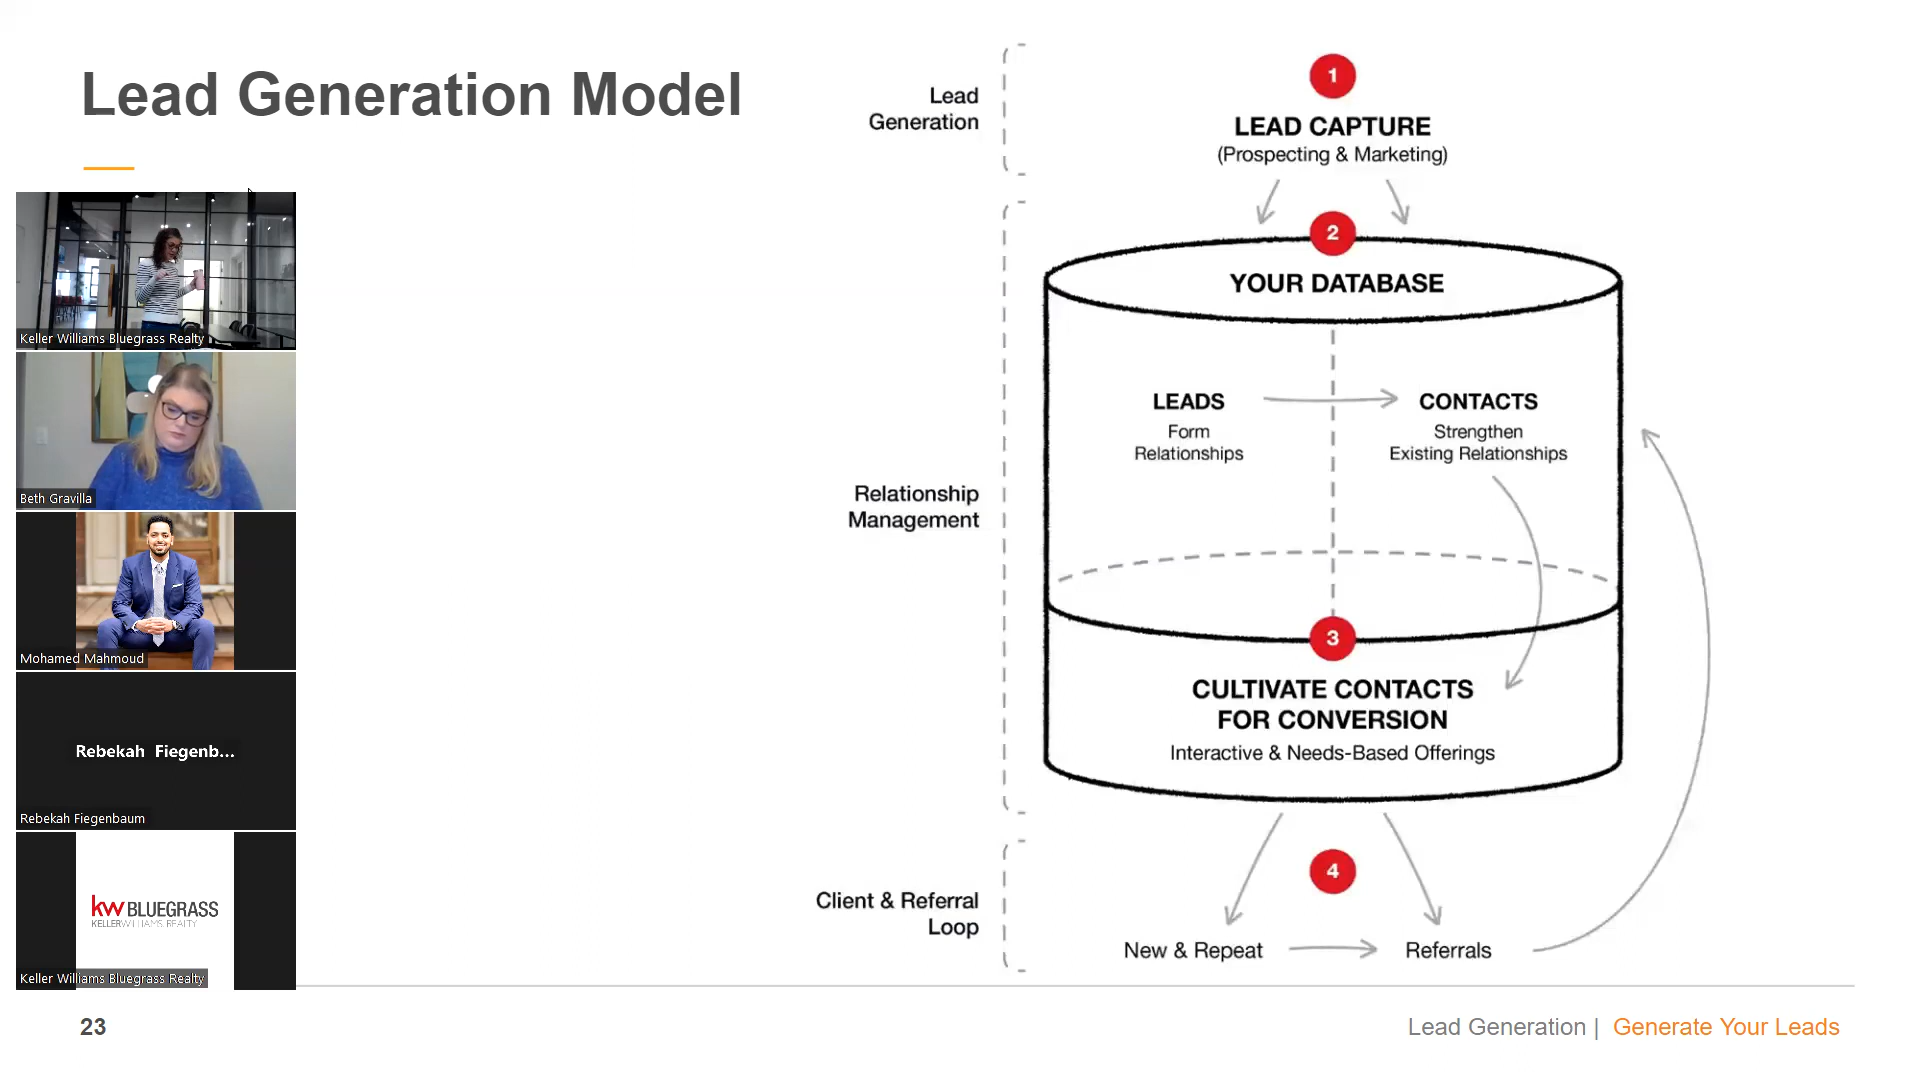 Lead Generation Model
Lead
Generation
1
LEAD CAPTURE
(Prospecting & Marketing)
2
YOUR DATABASE
LEADS
Form
Relationships
CONTACTS
Strengthen
Existing Relationships
Relationship
Management
3
CULTIVATE CONTACTS
FOR CONVERSION
Interactive & Needs-Based Offerings
Client & Referral
Loop
4
New & Repeat
Referrals
Keller Williams Bluegrass Realty
Beth Gravilla
Mohamed Mahmoud
Rebekah Fiegenb...
Rebekah Fiegenbaum
kw BLUEGRASS
KELLERWILLIAMS. REALTY
Keller Williams Bluegrass Realty
23
Lead Generation | Generate Your Leads